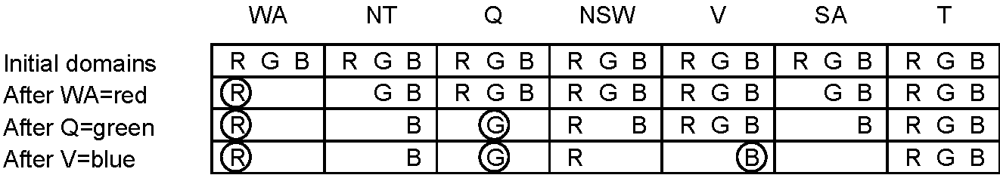 WA NT Q NSW V SA T
Initial domains R G B R G B R G B R G B R G B R G B R G B
After WA=red R G B R G B R G B R G B G B R G B
After Q=green R B G R B R G B B R G B
After V=blue R B G R B R G B